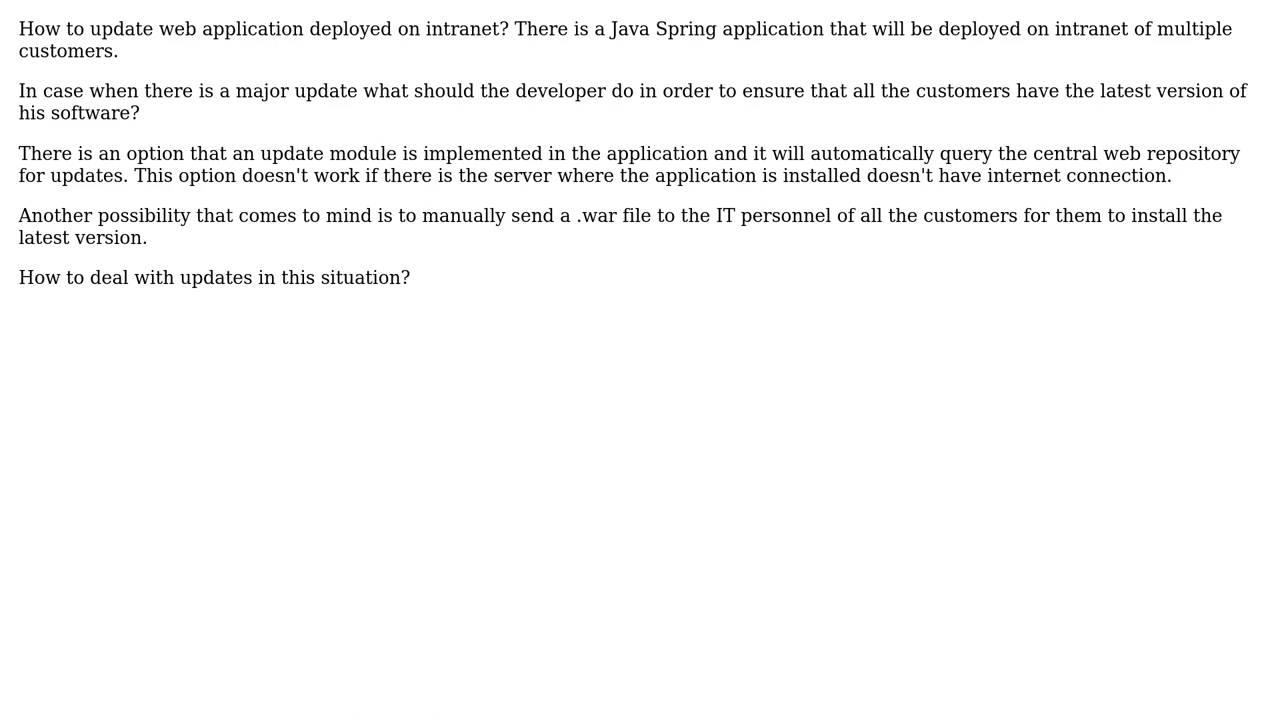 How to update web application deployed on intranet? There is a Java Spring application that will be deployed on intranet of multiple
customers.
In case when there is a major update what should the developer do in order to ensure that all the customers have the latest version of
his software?
There is an option that an update module is implemented in the application and it will automatically query the central web repository
for updates. This option doesn't work if there is the server where the application is installed doesn't have internet connection.
Another possibility that comes to mind is to manually send a .war file to the IT personnel of all the customers for them to install the
latest version.
How to deal with updates in this situation?